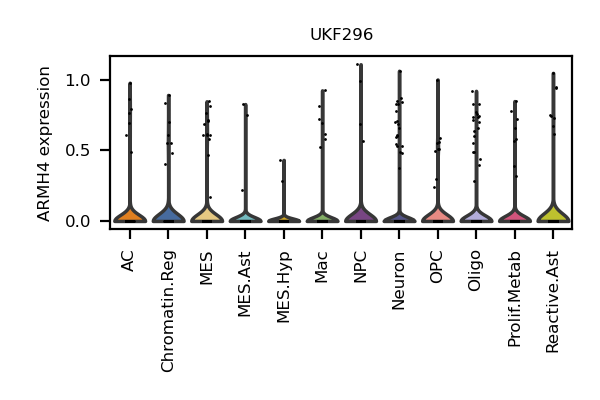 UKF296
ARMH4 expression
1.0
0.5
0.0
AC
Chromatin.Reg
MES
MES.Ast
MES.Hyp
Mac
NPC
Neuron
OPC
Oligo
Prolif.Metab
Reactive.Ast